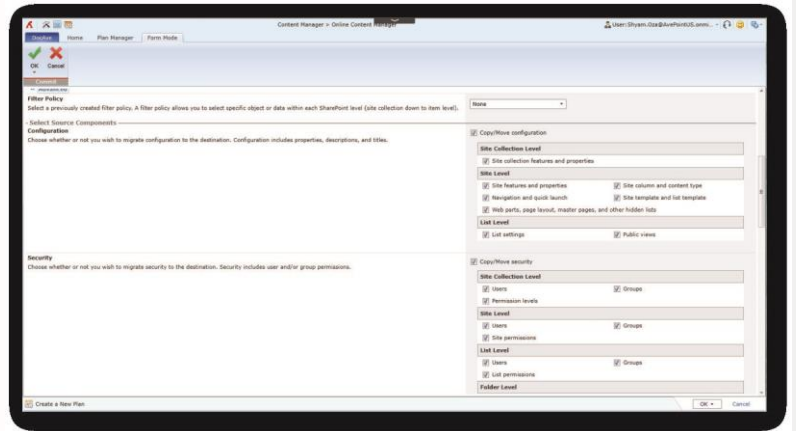 Content Manager > Online Content Manager
User:Shyam.Oza@AvePointUS.onmi...
DocAve
Home
Plan Manager
Form Mode
OK
Cancel
Commit
Filter Policy
Select a previously created filter policy. A filter policy allows you to select specific object or data within each SharePoint level (site collection down to item level).
None
Select Source Components
Configuration
Choose whether or not you wish to migrate configuration to the destination. Configuration includes properties, descriptions, and titles.
Copy/Move configuration
Site Collection Level
Site collection features and properties
Site Level
Site features and properties
Site column and content type
Navigation and quick launch
Site template and list template
Web parts, page layout, master pages, and other hidden lists
List Level
List settings
Public views
Security
Choose whether or not you wish to migrate security to the destination. Security includes user and/or group permissions.
Copy/Move security
Site Collection Level
Users
Groups
Permission levels
Site Level
Users
Groups
Site permissions
List Level
Users
Groups
List permissions
Folder Level
Create a New Plan
OK
Cancel